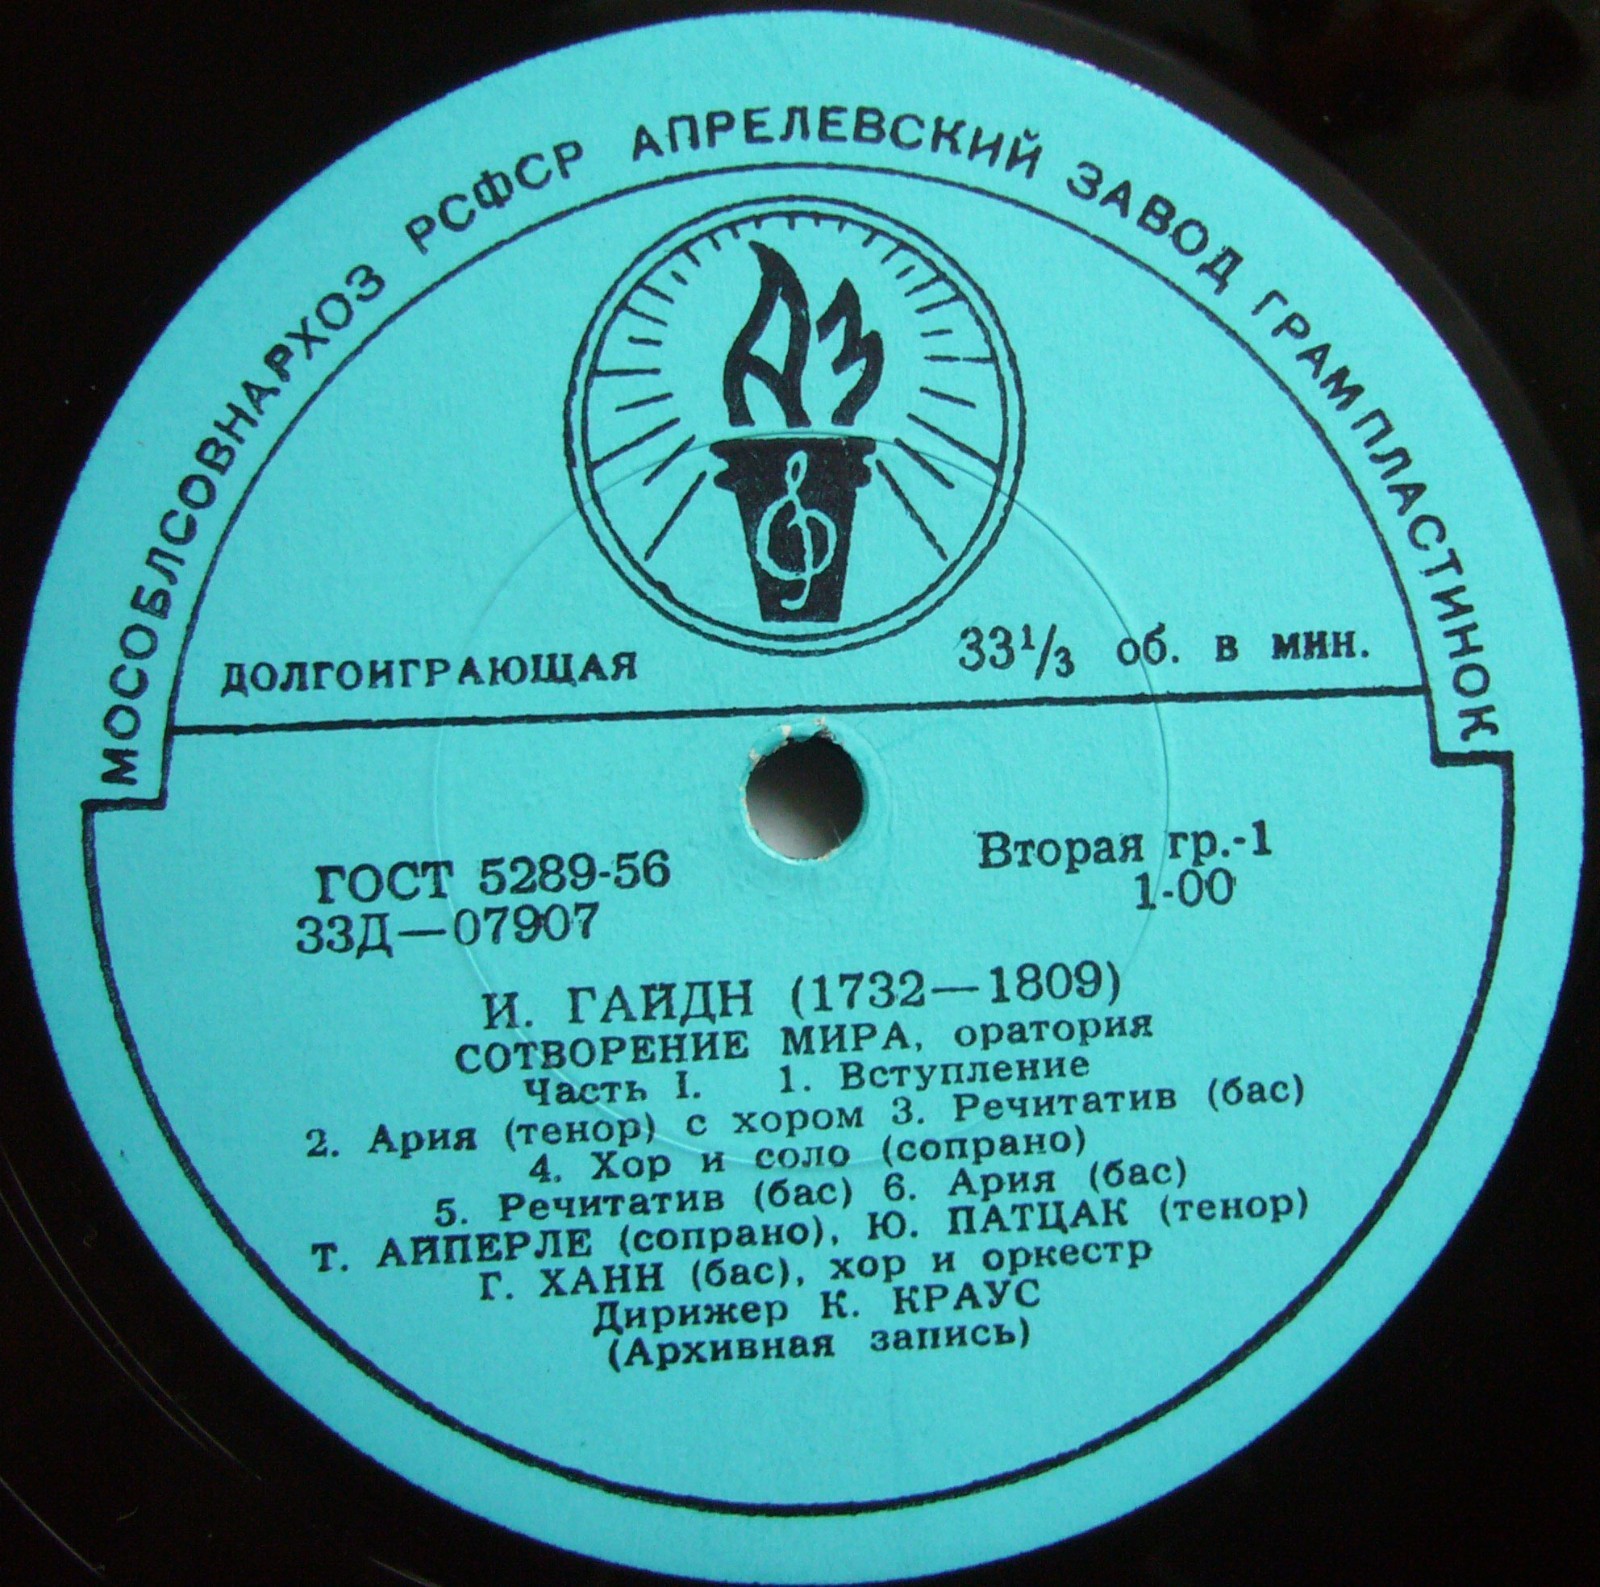 МОСОБЛСОВНАРХОЗ РСФСР АПРЕЛЕВСКИЙ ЗАВОД ГРАМПЛАСТИНОК
АЗ
ДОЛГОИГРАЮЩАЯ
33 1/3 об. в мин.
ГОСТ 5289-56
33Д—07907
Вторая гр.-1
1-00
И. ГАЙДН (1732—1809)
СОТВОРЕНИЕ МИРА, оратория
Часть I. 1. Вступление
2. Ария (тенор) с хором 3. Речитатив (бас)
4. Хор и соло (сопрано)
5. Речитатив (бас) 6. Ария (бас)
Т. АЙПЕРЛЕ (сопрано), Ю. ПАТЦАК (тенор)
Г. ХАНН (бас), хор и оркестр
Дирижер К. КРАУС
(Архивная запись)